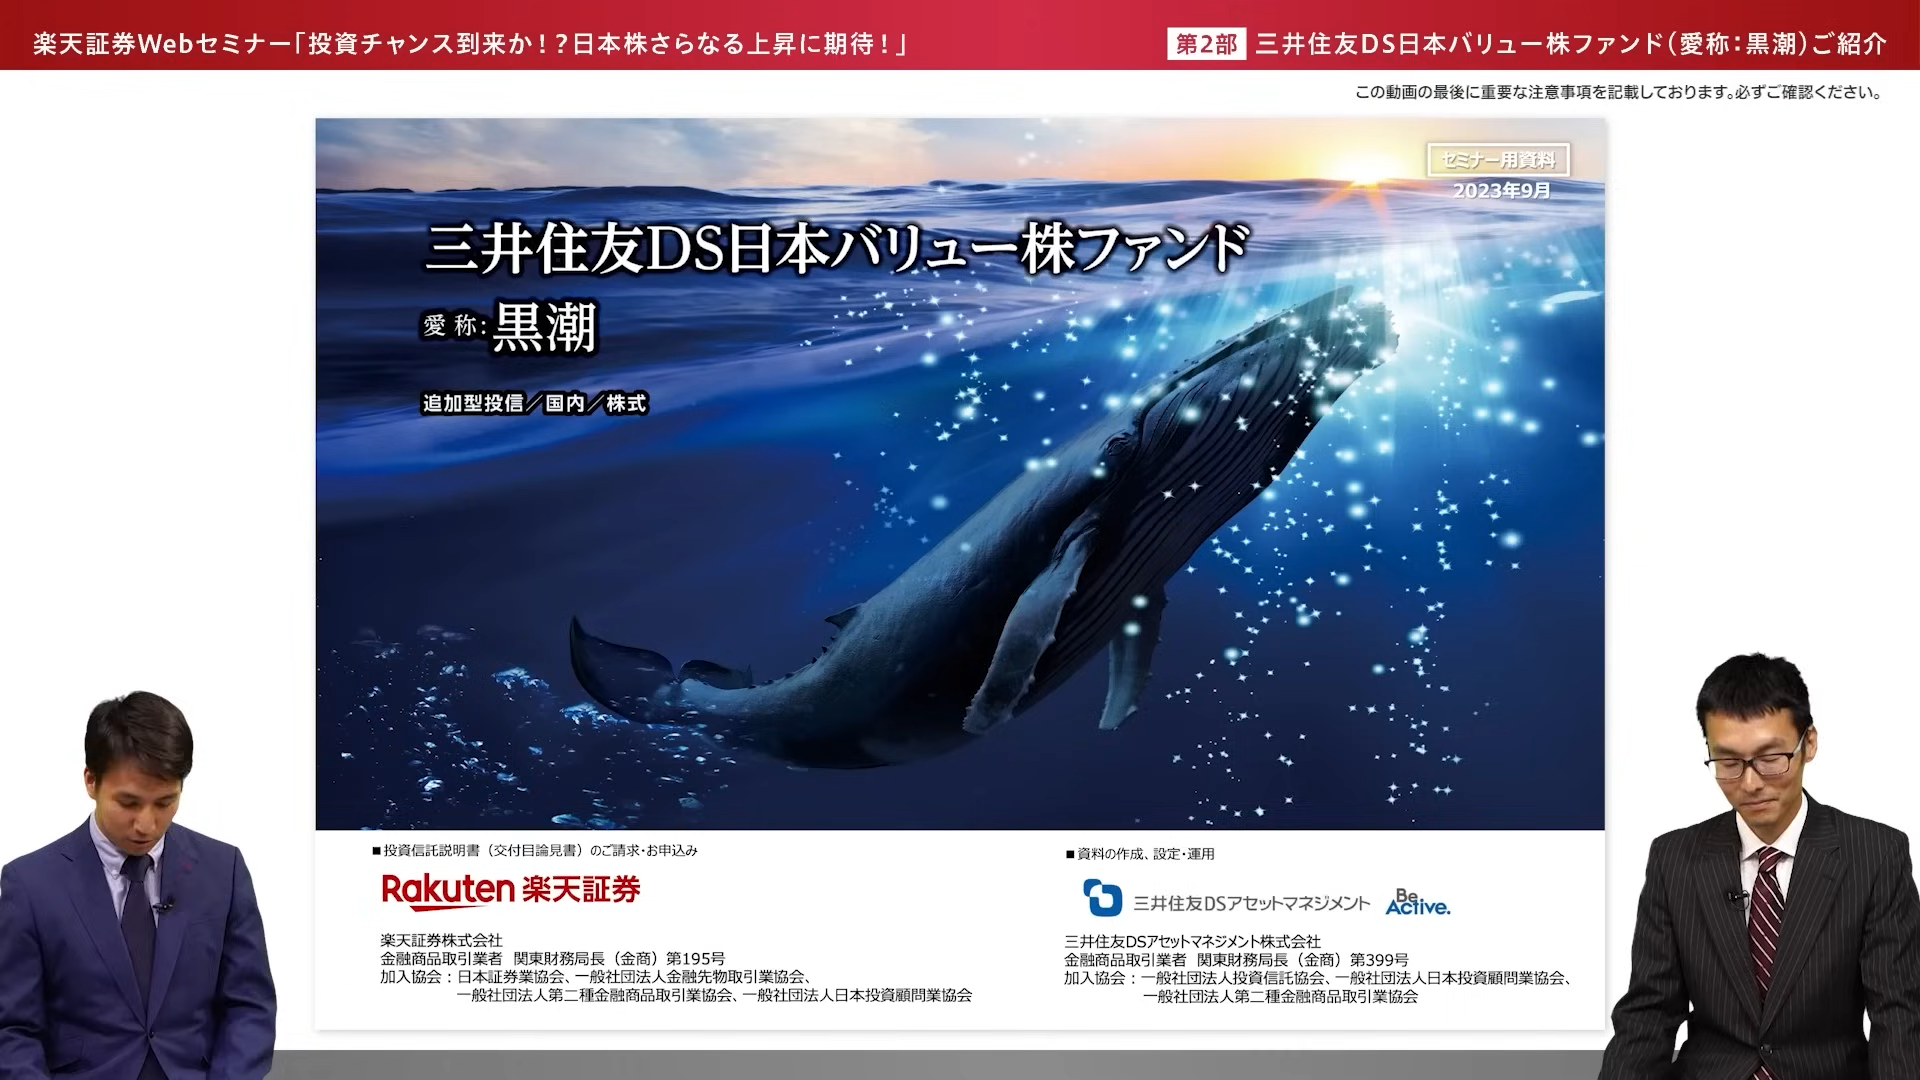 楽天証券Webセミナー「投資チャンス到来か！？日本株さらなる上昇に期待！」
第2部 三井住友DS日本バリュー株ファンド（愛称：黒潮）ご紹介
この動画の最後に重要な注意事項を記載しております。必ずご確認ください。
セミナー用資料
2023年9月
三井住友DS日本バリュー株ファンド
愛称：黒潮
追加型投信／国内／株式
■投資信託説明書（交付目論見書）のご請求・お申込み
Rakuten 楽天証券
楽天証券株式会社
金融商品取引業者 関東財務局長（金商）第195号
加入協会：日本証券業協会、一般社団法人金融先物取引業協会、
一般社団法人第二種金融商品取引業協会、一般社団法人日本投資顧問業協会
■資料の作成、設定・運用
三井住友DSアセットマネジメント
Be
Active.
三井住友DSアセットマネジメント株式会社
金融商品取引業者 関東財務局長（金商）第399号
加入協会：一般社団法人投資信託協会、一般社団法人日本投資顧問業協会、
一般社団法人第二種金融商品取引業協会